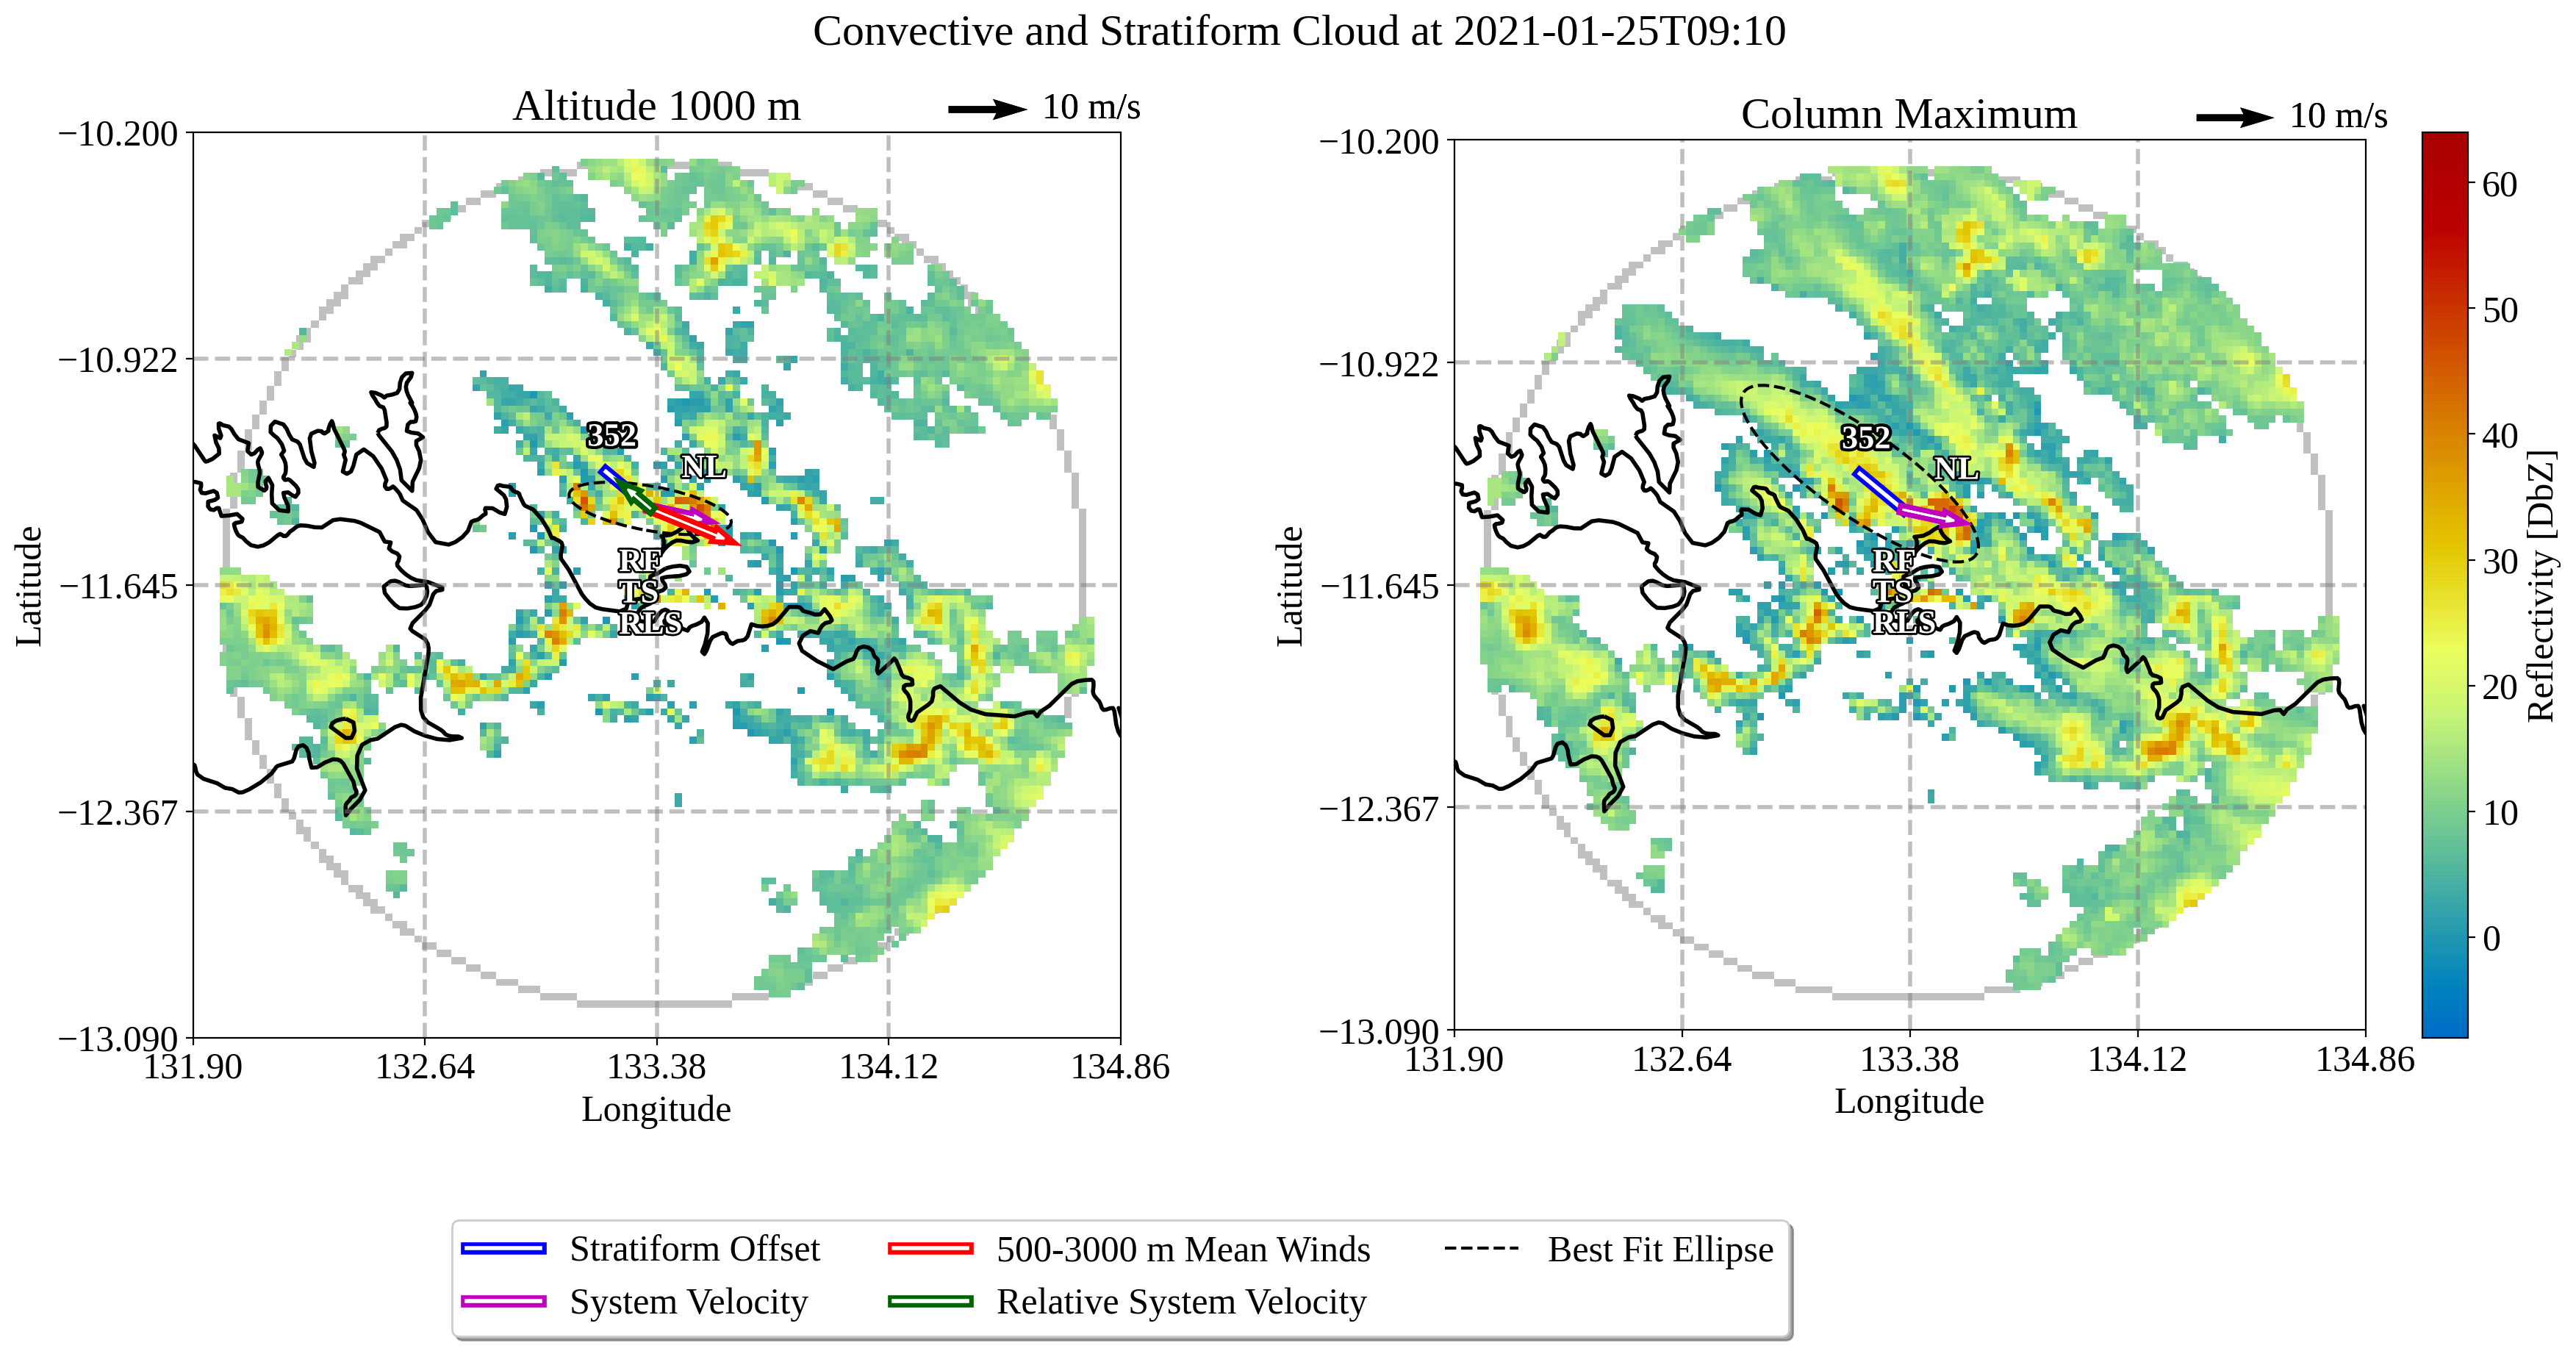 Convective and Stratiform Cloud at 2021-01-25T09:10
Altitude 1000 m
10 m/s
−10.200
−10.922
−11.645
−12.367
−13.090
131.90
132.64
133.38
134.12
134.86
Latitude
Longitude
352
NL
RF
TS
RLS
Column Maximum
10 m/s
−10.200
−10.922
−11.645
−12.367
−13.090
131.90
132.64
133.38
134.12
134.86
Latitude
Longitude
352
NL
RF
TS
RLS
60
50
40
30
20
10
0
Reflectivity [DbZ]
Stratiform Offset
System Velocity
500-3000 m Mean Winds
Relative System Velocity
Best Fit Ellipse